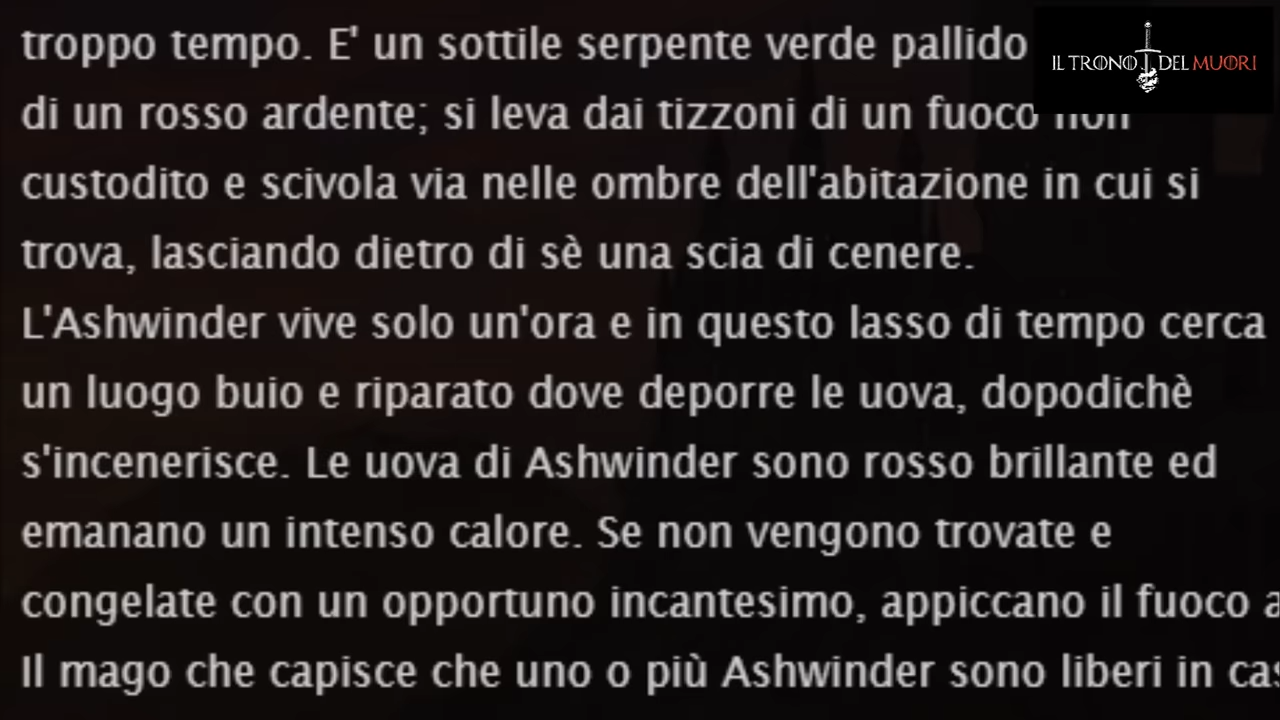 troppo tempo. E' un sottile serpente verde pallido
IL TRONO DEL MUORI
di un rosso ardente; si leva dai tizzoni di un fuoco non
custodito e scivola via nelle ombre dell'abitazione in cui si
trova, lasciando dietro di sè una scia di cenere.
L'Ashwinder vive solo un'ora e in questo lasso di tempo cerca
un luogo buio e riparato dove deporre le uova, dopodichè
s'incenerisce. Le uova di Ashwinder sono rosso brillante ed
emanano un intenso calore. Se non vengono trovate e
congelate con un opportuno incantesimo, appiccano il fuoco
Il mago che capisce che uno o più Ashwinder sono liberi in